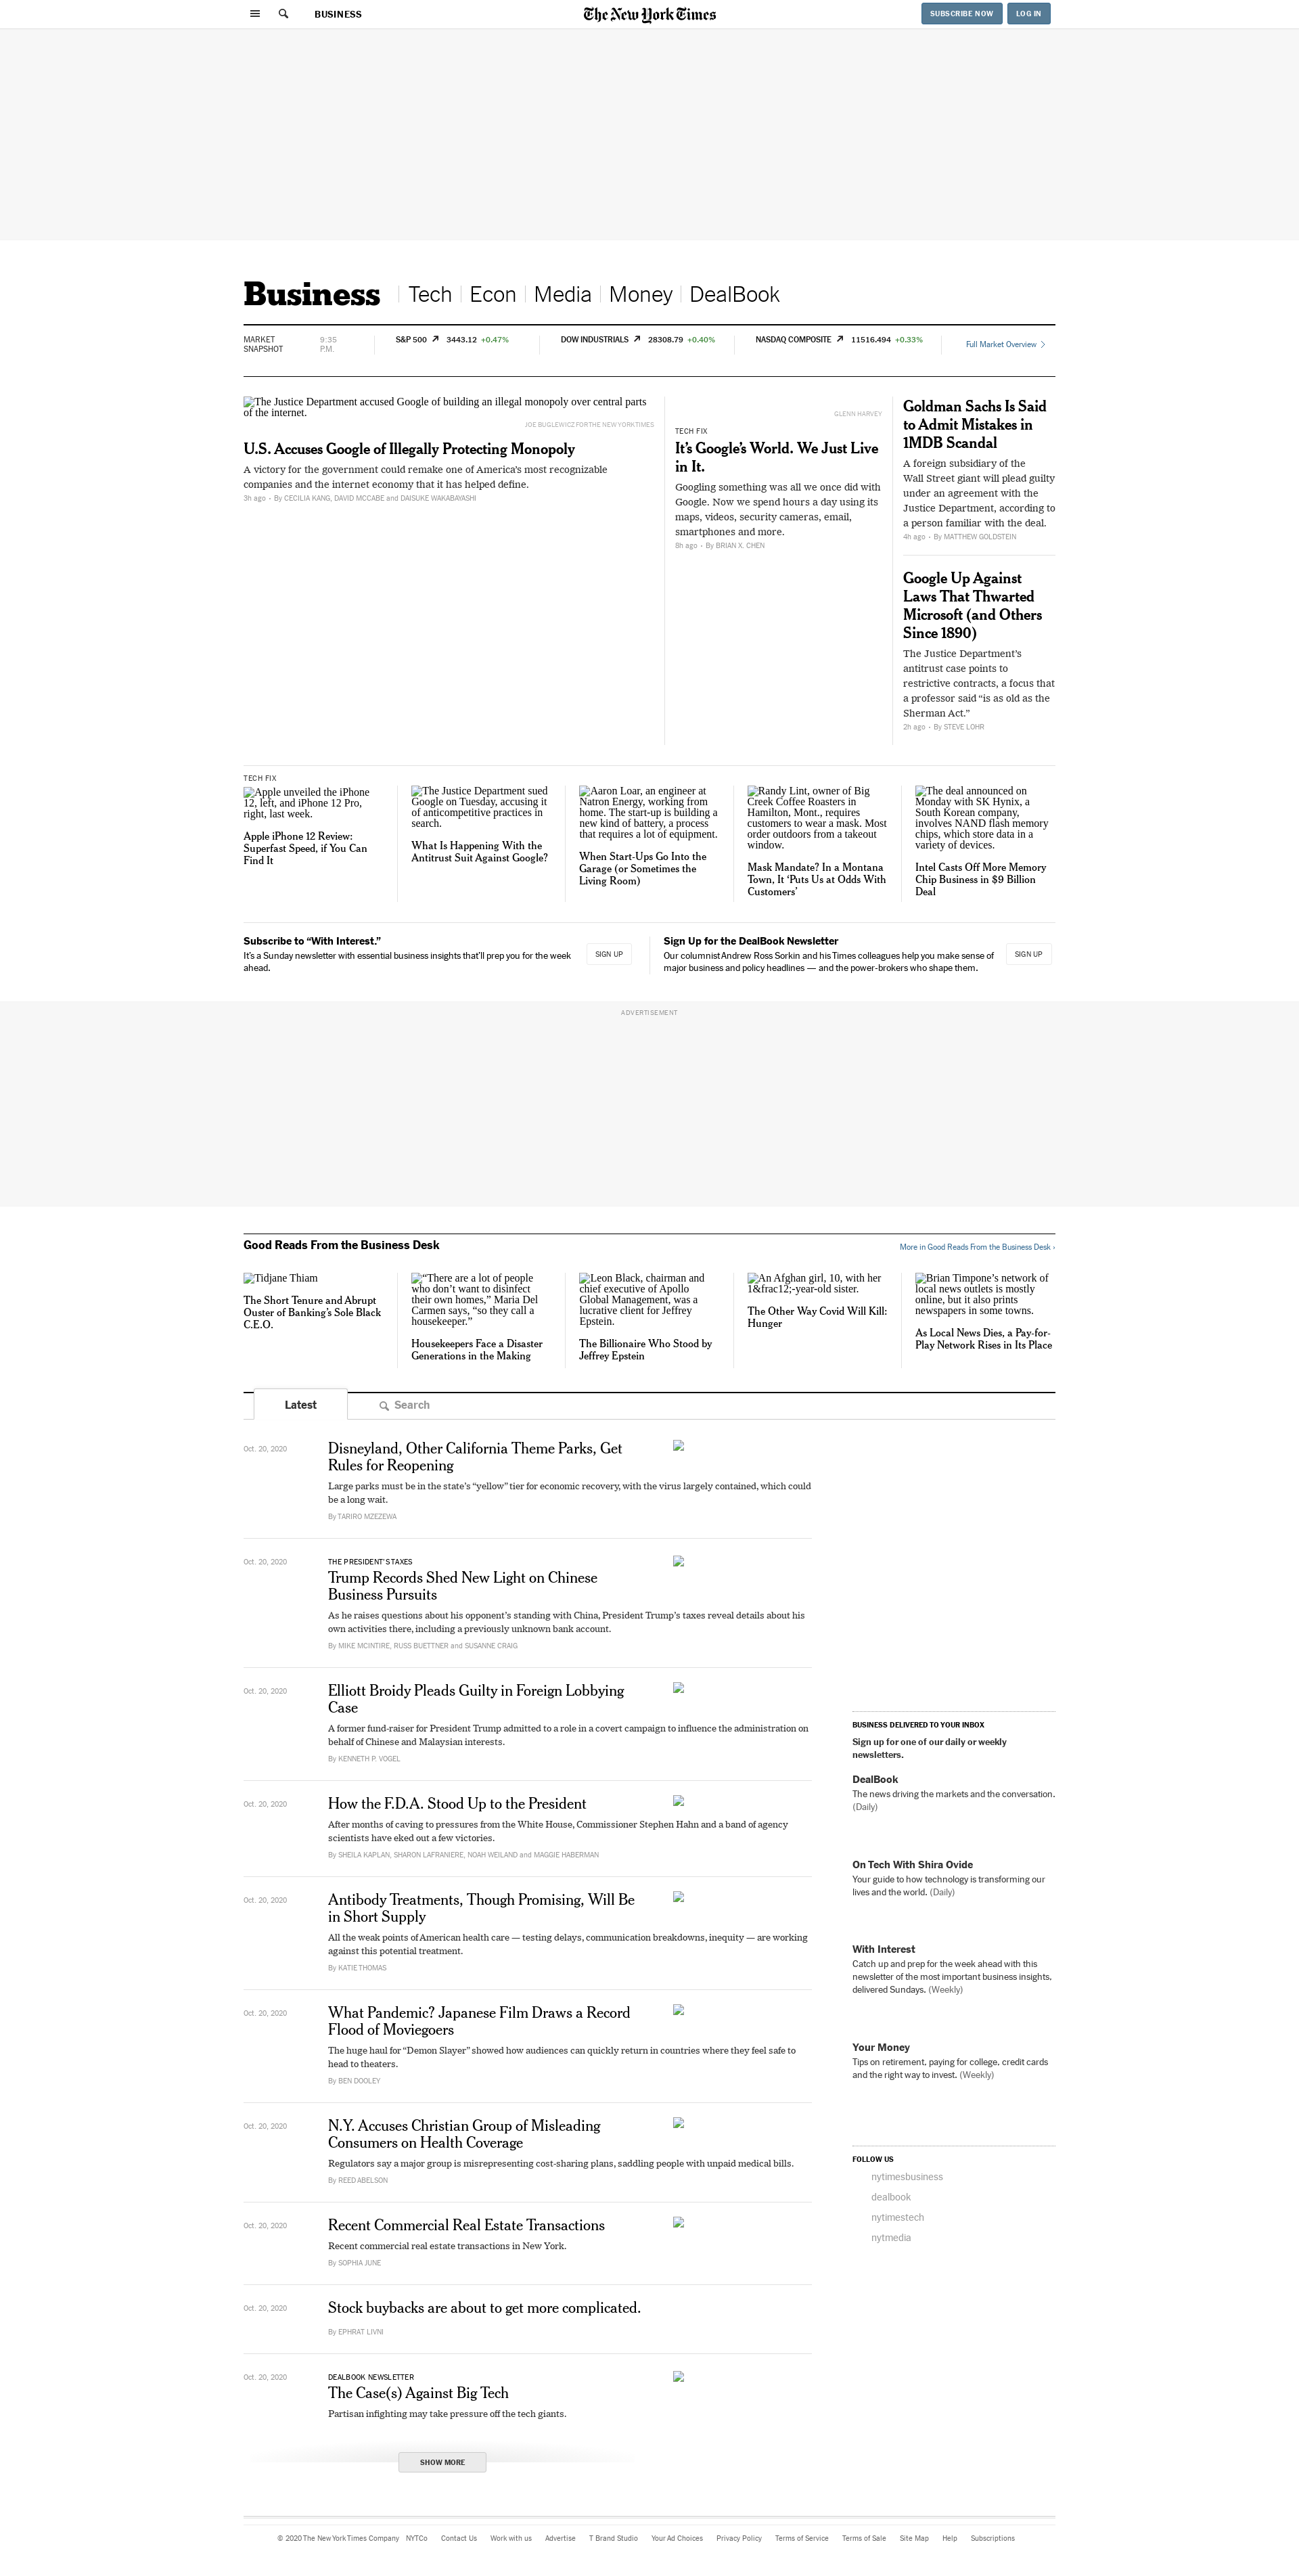 BUSINESS
The New York Times
SUBSCRIBE NOW
LOG IN
Business
Tech
Econ
Media
Money
DealBook
MARKET
SNAPSHOT
9:35
P.M.
S&P 500 3443.12 +0.47%
DOW INDUSTRIALS 28308.79 +0.40%
NASDAQ COMPOSITE 11516.494 +0.33%
Full Market Overview
The Justice Department accused Google of building an illegal monopoly over central parts
of the internet.
JOE BUGLEWICZ FOR THE NEW YORK TIMES
U.S. Accuses Google of Illegally Protecting Monopoly
A victory for the government could remake one of America’s most recognizable
companies and the internet economy that it has helped define.
3h ago • By CECILIA KANG, DAVID MCCABE and DAISUKE WAKABAYASHI
GLENN HARVEY
TECH FIX
It’s Google’s World. We Just Live
in It.
Googling something was all we once did with
Google. Now we spend hours a day using its
maps, videos, security cameras, email,
smartphones and more.
8h ago • By BRIAN X. CHEN
Goldman Sachs Is Said
to Admit Mistakes in
1MDB Scandal
A foreign subsidiary of the
Wall Street giant will plead guilty
under an agreement with the
Justice Department, according to
a person familiar with the deal.
4h ago • By MATTHEW GOLDSTEIN
Google Up Against
Laws That Thwarted
Microsoft (and Others
Since 1890)
The Justice Department’s
antitrust case points to
restrictive contracts, a focus that
a professor said “is as old as the
Sherman Act.”
2h ago • By STEVE LOHR
TECH FIX
Apple unveiled the iPhone
12, left, and iPhone 12 Pro,
right, last week.
Apple iPhone 12 Review:
Superfast Speed, if You Can
Find It
The Justice Department sued
Google on Tuesday, accusing it
of anticompetitive practices in
search.
What Is Happening With the
Antitrust Suit Against Google?
Aaron Loar, an engineer at
Natron Energy, working from
home. The start-up is building a
new kind of battery, a process
that requires a lot of equipment.
When Start-Ups Go Into the
Garage (or Sometimes the
Living Room)
Randy Lint, owner of Big
Creek Coffee Roasters in
Hamilton, Mont., requires
customers to wear a mask. Most
order outdoors from a takeout
window.
Mask Mandate? In a Montana
Town, It ‘Puts Us at Odds With
Customers’
The deal announced on
Monday with SK Hynix, a
South Korean company,
involves NAND flash memory
chips, which store data in a
variety of devices.
Intel Casts Off More Memory
Chip Business in $9 Billion
Deal
Subscribe to “With Interest.”
It’s a Sunday newsletter with essential business insights that’ll prep you for the week
ahead.
SIGN UP
Sign Up for the DealBook Newsletter
Our columnist Andrew Ross Sorkin and his Times colleagues help you make sense of
major business and policy headlines — and the power-brokers who shape them.
SIGN UP
ADVERTISEMENT
Good Reads From the Business Desk
More in Good Reads From the Business Desk ›
Tidjane Thiam
The Short Tenure and Abrupt
Ouster of Banking’s Sole Black
C.E.O.
“There are a lot of people
who don’t want to disinfect
their own homes,” Maria Del
Carmen says, “so they call a
housekeeper.”
Housekeepers Face a Disaster
Generations in the Making
Leon Black, chairman and
chief executive of Apollo
Global Management, was a
lucrative client for Jeffrey
Epstein.
The Billionaire Who Stood by
Jeffrey Epstein
An Afghan girl, 10, with her
1&frac12;-year-old sister.
The Other Way Covid Will Kill:
Hunger
Brian Timpone’s network of
local news outlets is mostly
online, but it also prints
newspapers in some towns.
As Local News Dies, a Pay-for-
Play Network Rises in Its Place
Latest
Search
Oct. 20, 2020
Disneyland, Other California Theme Parks, Get
Rules for Reopening
Large parks must be in the state’s “yellow” tier for economic recovery, with the virus largely contained, which could
be a long wait.
By TARIRO MZEZEWA
Oct. 20, 2020
THE PRESIDENT’S TAXES
Trump Records Shed New Light on Chinese
Business Pursuits
As he raises questions about his opponent’s standing with China, President Trump’s taxes reveal details about his
own activities there, including a previously unknown bank account.
By MIKE MCINTIRE, RUSS BUETTNER and SUSANNE CRAIG
Oct. 20, 2020
Elliott Broidy Pleads Guilty in Foreign Lobbying
Case
A former fund-raiser for President Trump admitted to a role in a covert campaign to influence the administration on
behalf of Chinese and Malaysian interests.
By KENNETH P. VOGEL
Oct. 20, 2020
How the F.D.A. Stood Up to the President
After months of caving to pressures from the White House, Commissioner Stephen Hahn and a band of agency
scientists have eked out a few victories.
By SHEILA KAPLAN, SHARON LAFRANIERE, NOAH WEILAND and MAGGIE HABERMAN
Oct. 20, 2020
Antibody Treatments, Though Promising, Will Be
in Short Supply
All the weak points of American health care — testing delays, communication breakdowns, inequity — are working
against this potential treatment.
By KATIE THOMAS
Oct. 20, 2020
What Pandemic? Japanese Film Draws a Record
Flood of Moviegoers
The huge haul for “Demon Slayer” showed how audiences can quickly return in countries where they feel safe to
head to theaters.
By BEN DOOLEY
Oct. 20, 2020
N.Y. Accuses Christian Group of Misleading
Consumers on Health Coverage
Regulators say a major group is misrepresenting cost-sharing plans, saddling people with unpaid medical bills.
By REED ABELSON
Oct. 20, 2020
Recent Commercial Real Estate Transactions
Recent commercial real estate transactions in New York.
By SOPHIA JUNE
Oct. 20, 2020
Stock buybacks are about to get more complicated.
By EPHRAT LIVNI
Oct. 20, 2020
DEALBOOK NEWSLETTER
The Case(s) Against Big Tech
Partisan infighting may take pressure off the tech giants.
SHOW MORE
BUSINESS DELIVERED TO YOUR INBOX
Sign up for one of our daily or weekly
newsletters.
DealBook
The news driving the markets and the conversation.
(Daily)
On Tech With Shira Ovide
Your guide to how technology is transforming our
lives and the world. (Daily)
With Interest
Catch up and prep for the week ahead with this
newsletter of the most important business insights,
delivered Sundays. (Weekly)
Your Money
Tips on retirement, paying for college, credit cards
and the right way to invest. (Weekly)
FOLLOW US
nytimesbusiness
dealbook
nytimestech
nytmedia
© 2020 The New York Times Company NYTCo Contact Us Work with us Advertise T Brand Studio Your Ad Choices Privacy Policy Terms of Service Terms of Sale Site Map Help Subscriptions